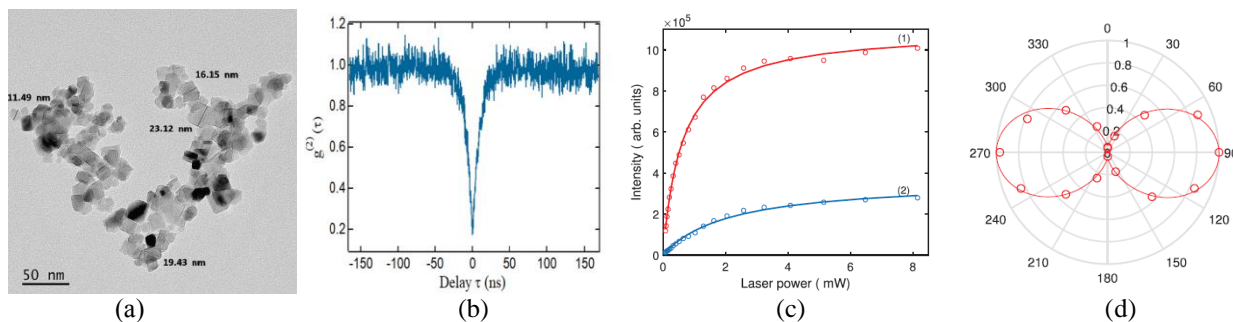 16.15 nm
11.49 nm
23.12 nm
19.43 nm
50 nm
(a)
1.2
1.0
0.8
0.6
0.4
0.2
g(2) (τ)
-150 -100 -50 0 50 100 150
Delay τ (ns)
(b)
×10⁵
10
8
6
4
2
0
Intensity ( arb. units)
(1)
(2)
0 2 4 6 8
Laser power ( mW)
(c)
0
330 30
300 60
270 90
240 120
210 150
180
1
0.8
0.6
0.4
0.2
0
(d)